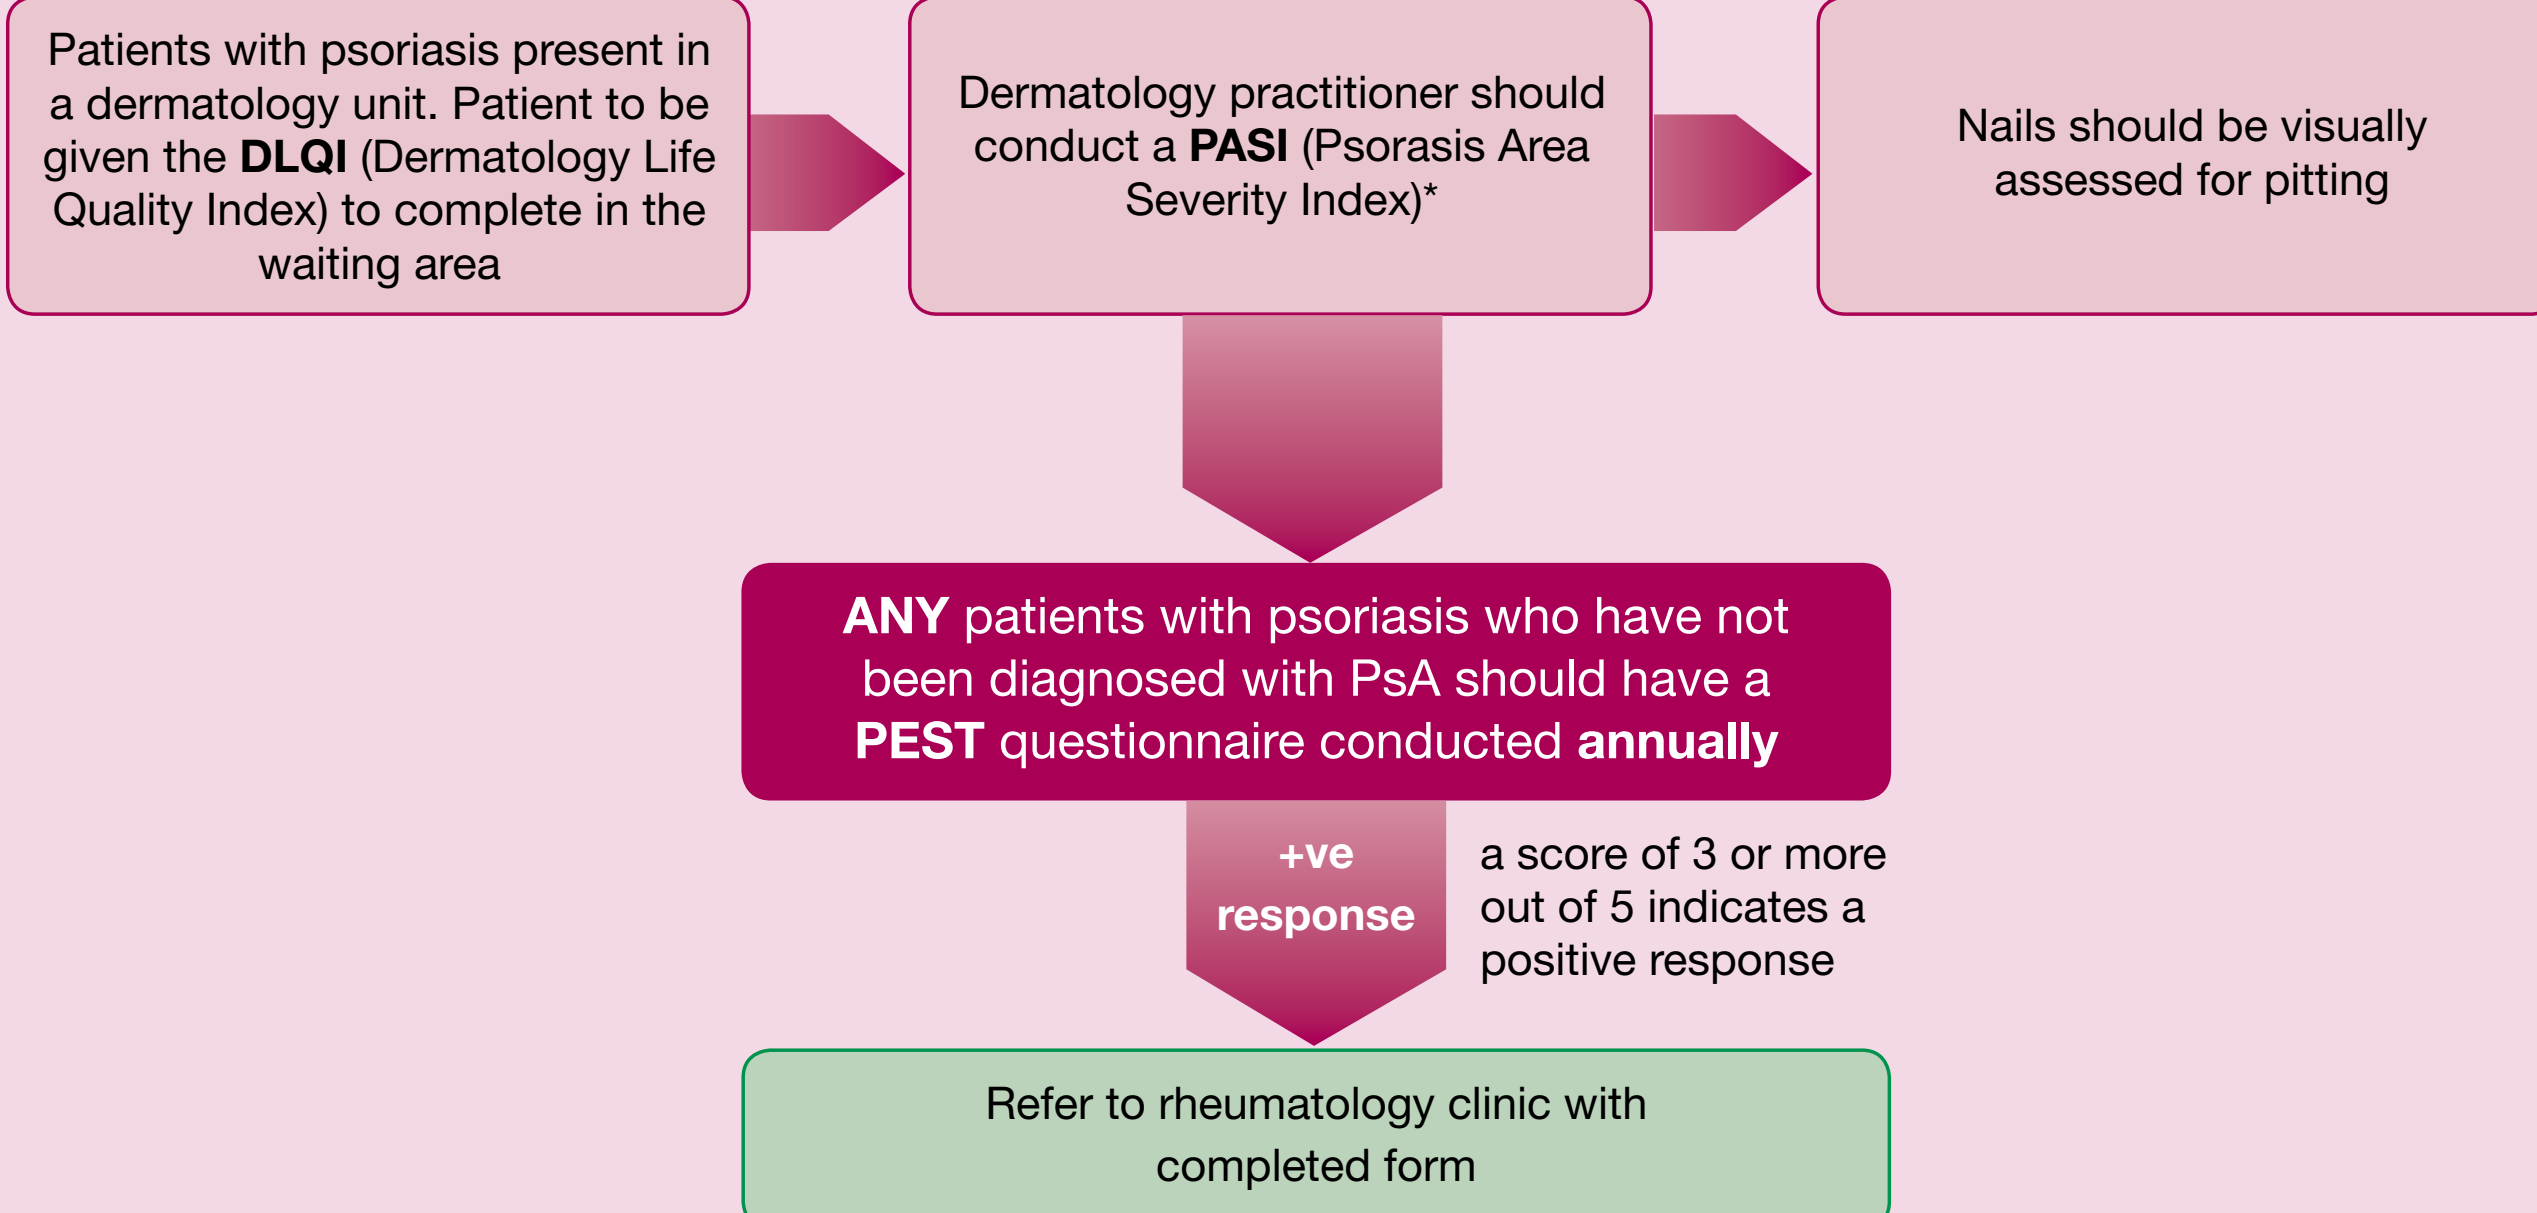 Patients with psoriasis present in
a dermatology unit. Patient to be
given the DLQI (Dermatology Life
Quality Index) to complete in the
waiting area
Dermatology practitioner should
conduct a PASI (Psorasis Area
Severity Index)*
Nails should be visually
assessed for pitting
ANY patients with psoriasis who have not
been diagnosed with PsA should have a
PEST questionnaire conducted annually
+ve
response
a score of 3 or more
out of 5 indicates a
positive response
Refer to rheumatology clinic with
completed form